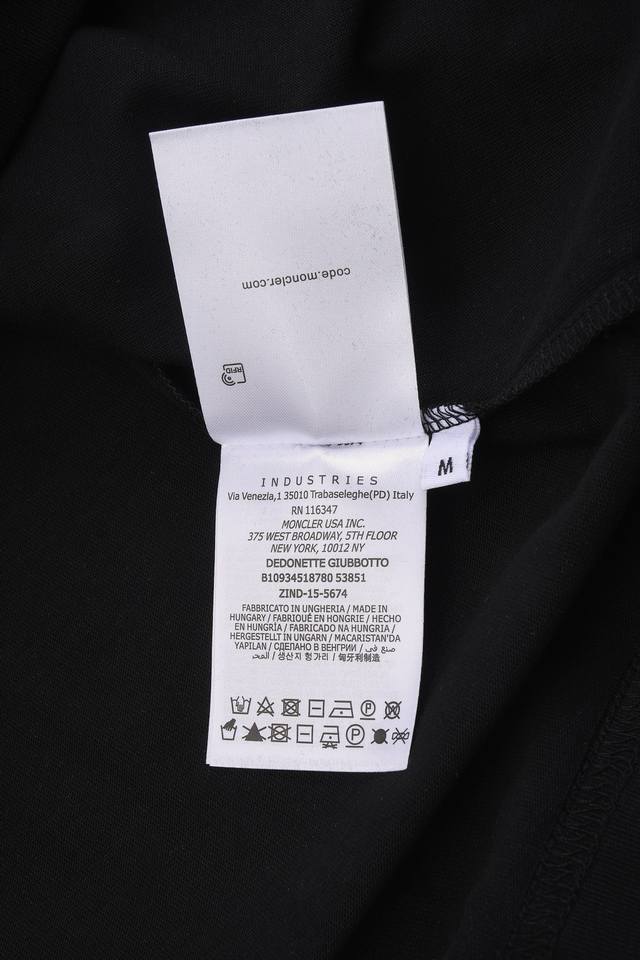 code.moncler.com
RFID
M
INDUSTRIES
Via Venezia,1 35010 Trabaseleghe(PD) Italy
RN 116347
MONCLER USA INC.
375 WEST BROADWAY, 5TH FLOOR
NEW YORK, 10012 NY
DEDONETTE GIUBBOTTO
B10934518780 53851
ZIND-15-5674
FABBRICATO IN UNGHERIA / MADE IN
HUNGARY / FABRIQUÉ EN HONGRIE / HECHO
EN HUNGRÍA / FABRICADO NA HUNGRIA /
HERGESTELLT IN UNGARN / MACARISTAN'DA
YAPILAN / СДЕЛАНО В ВЕНГРИИ / صنع في
المجر / 생산지 헝가리 / 匈牙利制造
P
P